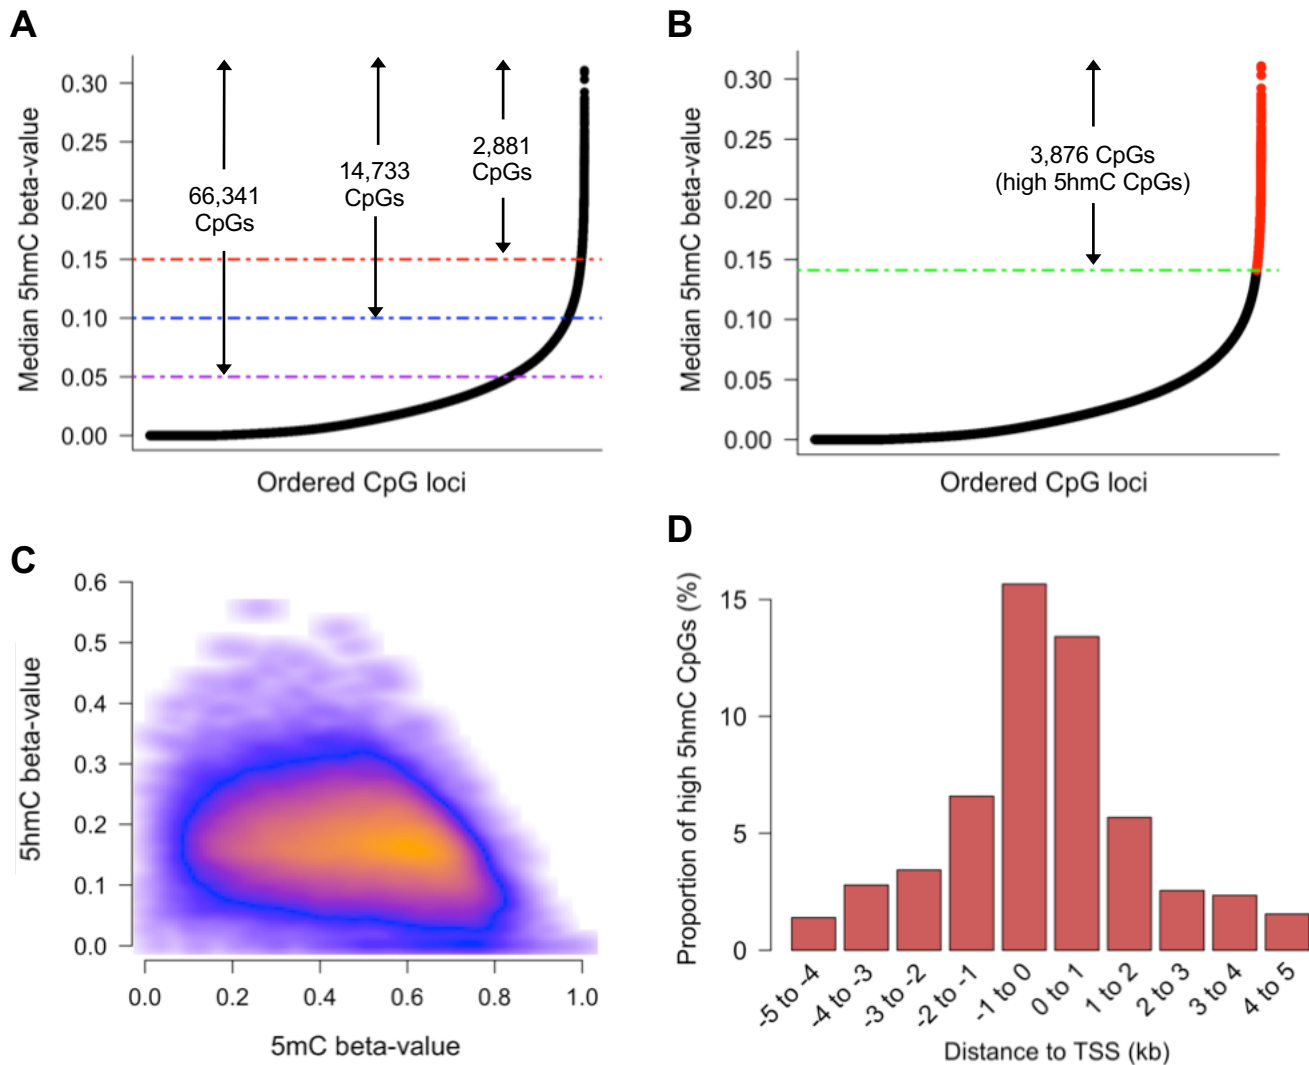 A
Median 5hmC beta-value
0.30
0.25
0.20
0.15
0.10
0.05
0.00
66,341
CpGs
14,733
CpGs
2,881
CpGs
Ordered CpG loci
B
Median 5hmC beta-value
0.30
0.25
0.20
0.15
0.10
0.05
0.00
3,876 CpGs
(high 5hmC CpGs)
Ordered CpG loci
C
5hmC beta-value
0.6
0.5
0.4
0.3
0.2
0.1
0.0
0.0 0.2 0.4 0.6 0.8 1.0
5mC beta-value
D
Proportion of high 5hmC CpGs (%)
15
10
5
0
-5 to -4
-4 to -3
-3 to -2
-2 to -1
-1 to 0
0 to 1
1 to 2
2 to 3
3 to 4
4 to 5
Distance to TSS (kb)